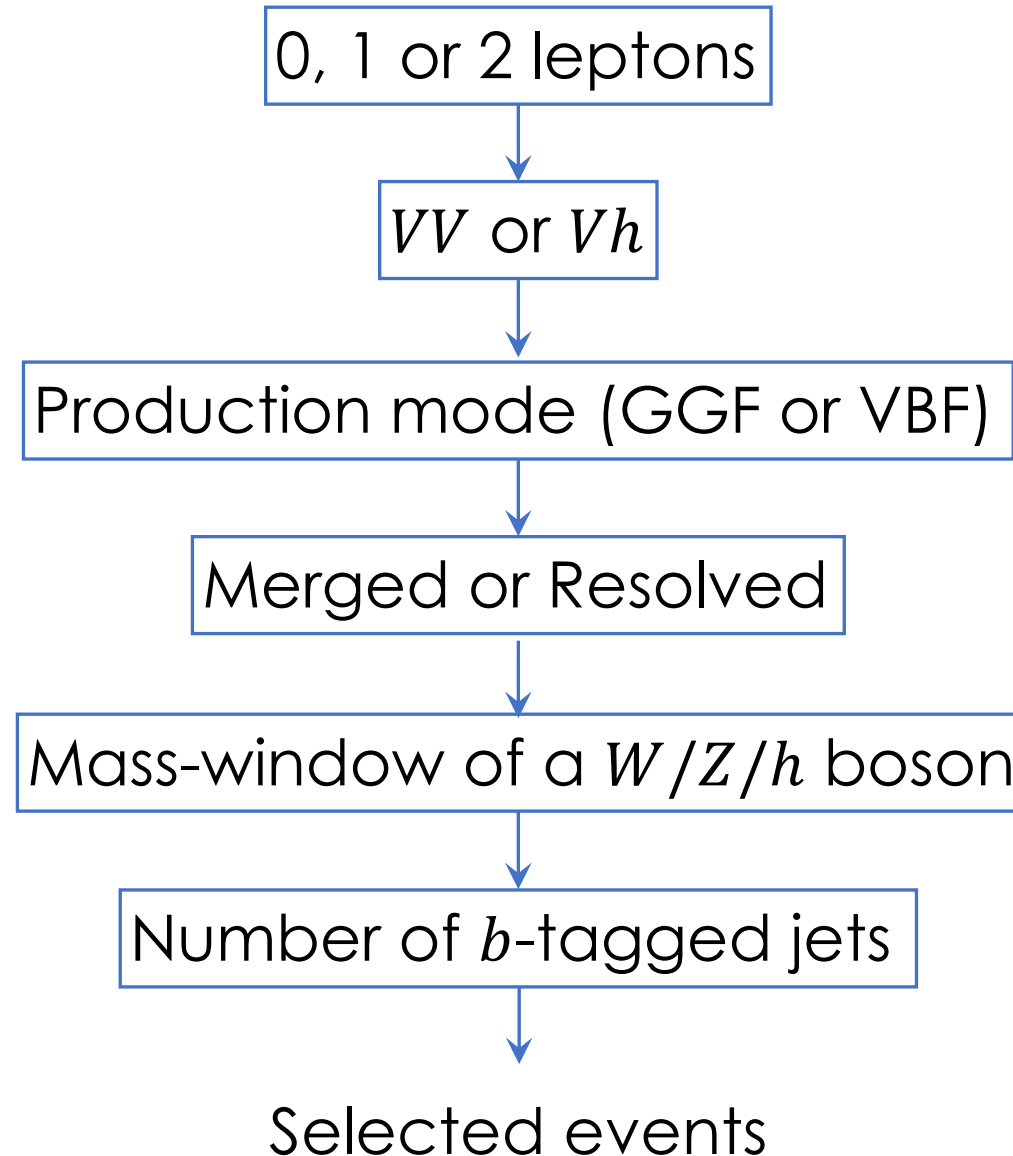 0, 1 or 2 leptons
VV or Vh
Production mode (GGF or VBF)
Merged or Resolved
Mass-window of a W/Z/h boson
Number of b-tagged jets
Selected events